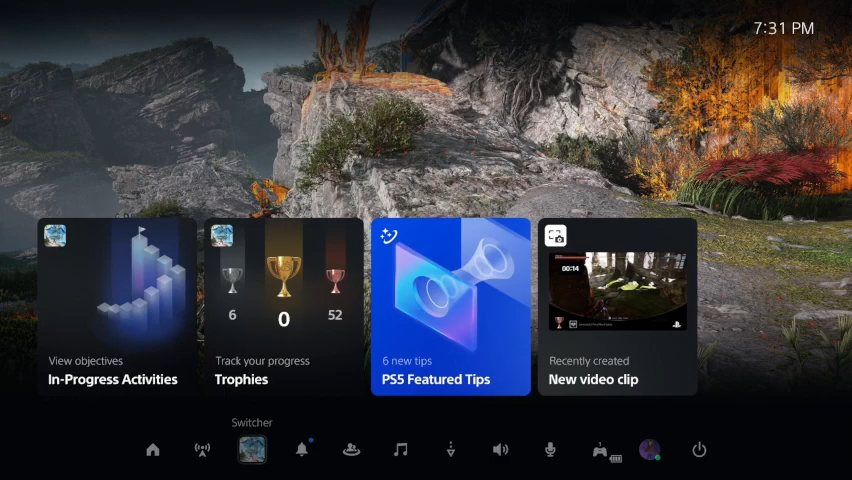 7:31 PM
6
0
52
View objectives
In-Progress Activities
Track your progress
Trophies
6 new tips
PS5 Featured Tips
00:14
Recently created
New video clip
Switcher